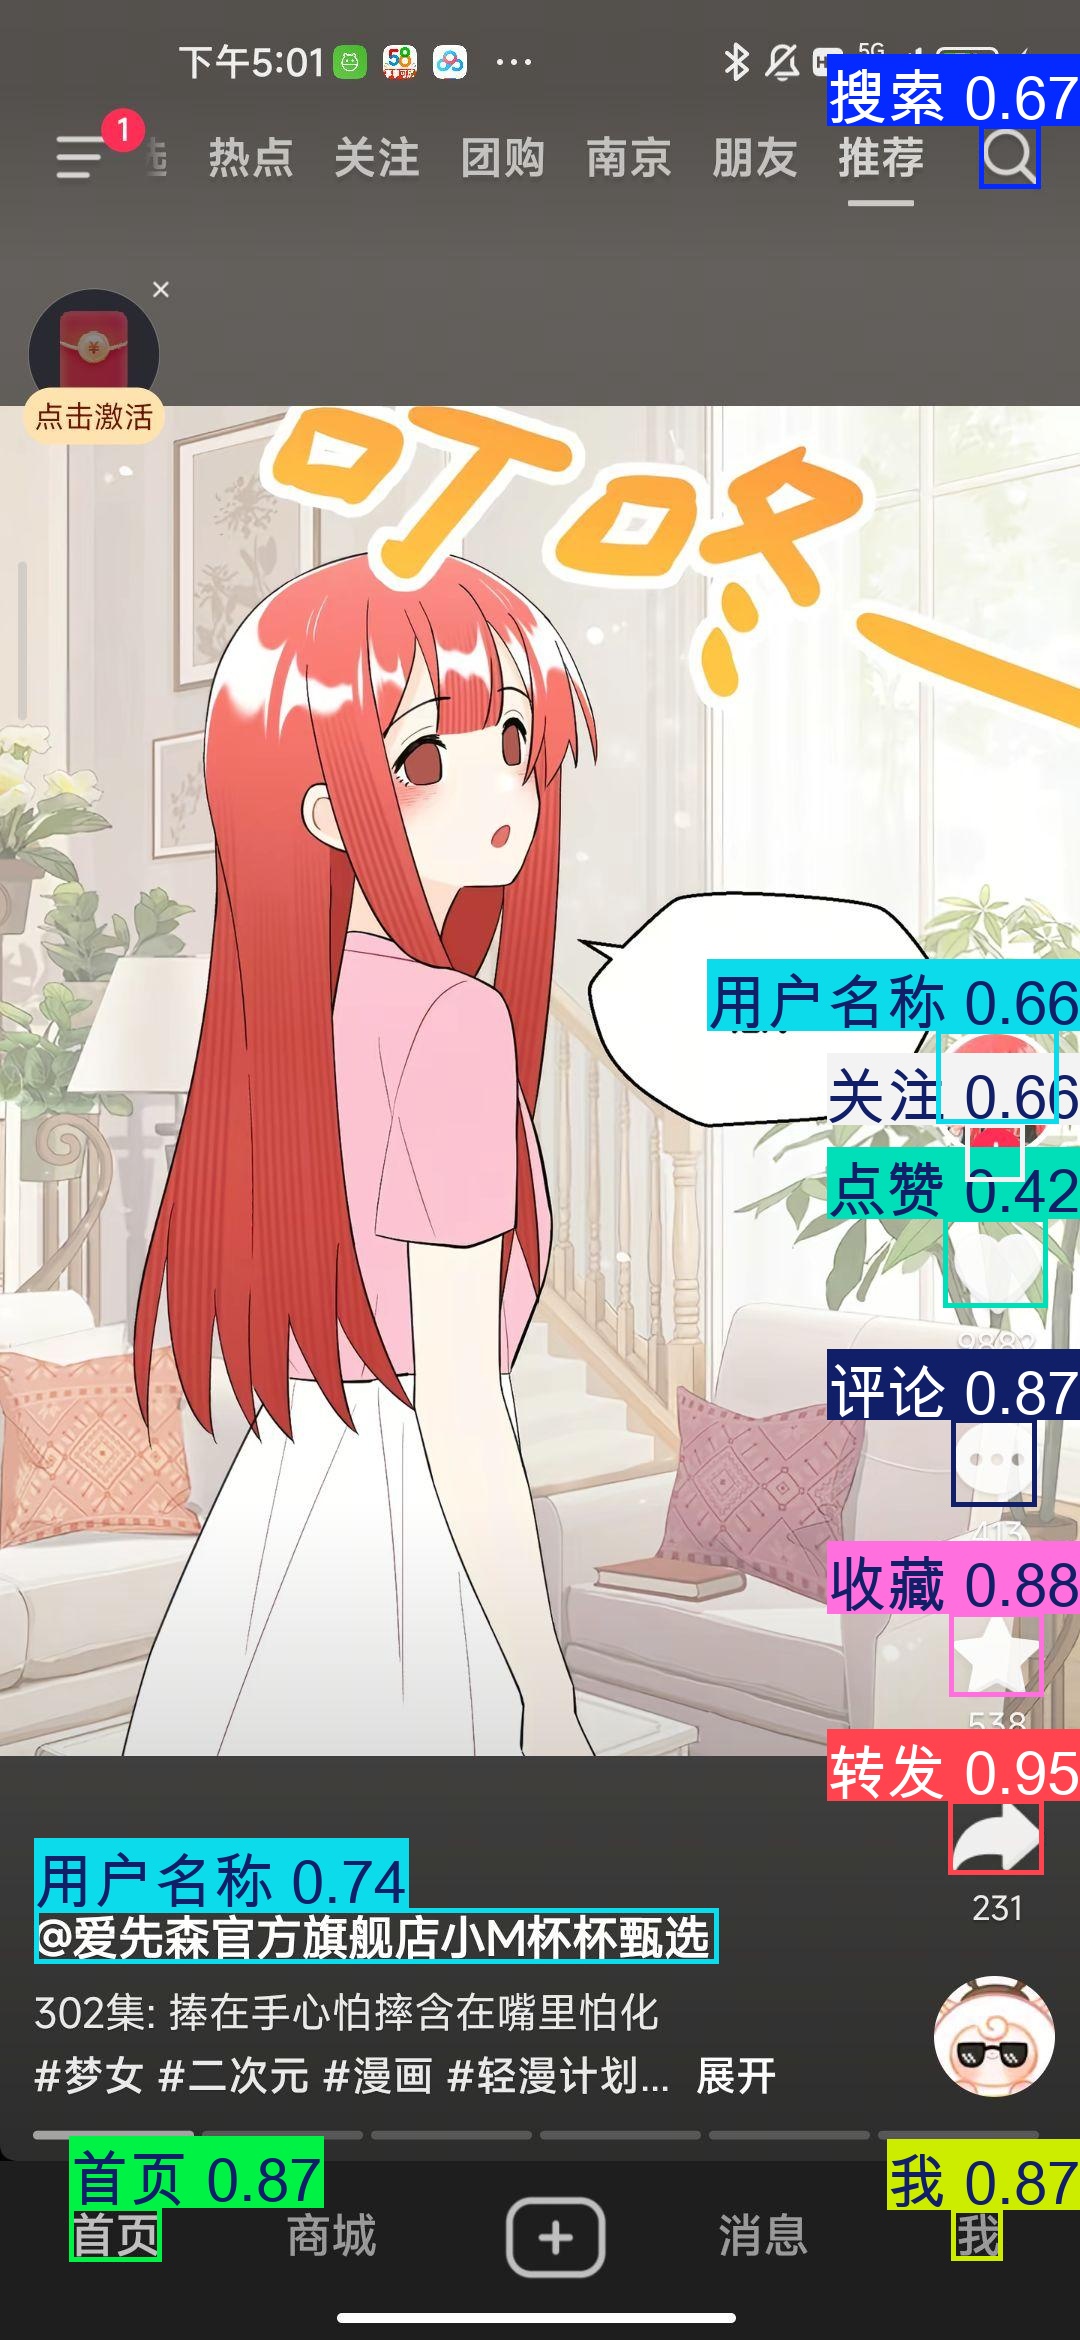 下午5:01
58
5G
搜索 0.67
1
热点 关注 团购 南京 朋友 推荐
点击激活
叮咚
用户名称 0.66
关注 0.66
点赞 0.42
评论 0.87
413
收藏 0.88
538
转发 0.95
231
用户名称 0.74
@爱先森官方旗舰店小M杯杯甄选
302集: 捧在手心怕摔含在嘴里怕化
#梦女 #二次元 #漫画 #轻漫计划... 展开
首页 0.87
我 0.87
首页 商城 消息 我